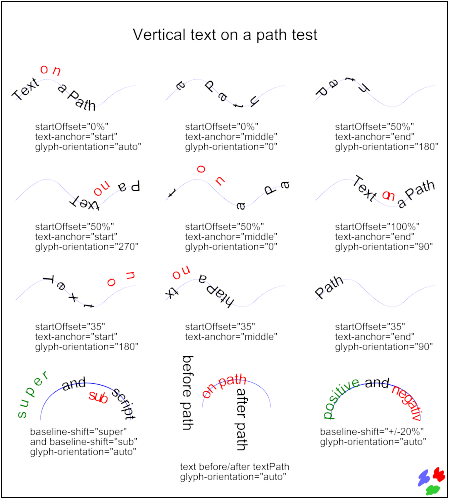 Vertical text on a path test
Text on a Path
a Path
Path
startOffset="0%"
text-anchor="start"
glyph-orientation="auto"
startOffset="0%"
text-anchor="middle"
glyph-orientation="0"
startOffset="50%"
text-anchor="end"
glyph-orientation="180"
Text on a P
t on a Pa
Text on a Path
startOffset="50%"
text-anchor="start"
glyph-orientation="270"
startOffset="50%"
text-anchor="middle"
glyph-orientation="0"
startOffset="100%"
text-anchor="end"
glyph-orientation="90"
Text on
xt on a Path
Path
startOffset="35"
text-anchor="start"
glyph-orientation="180"
startOffset="35"
text-anchor="middle"
startOffset="35"
text-anchor="end"
glyph-orientation="90"
super and sub script
before path on path after path
positive and negativ
baseline-shift="super"
and baseline-shift="sub"
glyph-orientation="auto"
text before/after textPath
glyph-orientation="auto"
baseline-shift="+/-20%"
glyph-orientation="auto"